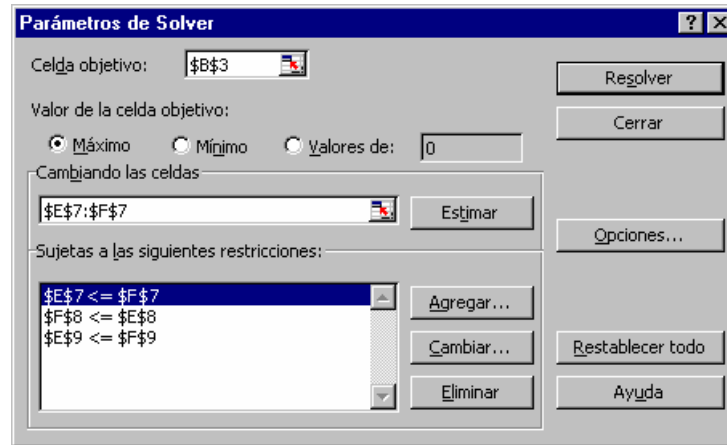 Parámetros de Solver
Celda objetivo: $B$3
Resolver
Valor de la celda objetivo:
Cerrar
Máximo Mínimo Valores de: 0
Cambiando las celdas
$E$7:$F$7 Estimar
Opciones...
Sujetas a las siguientes restricciones:
$E$7 <= $F$7
$F$8 <= $E$8
$E$9 <= $F$9
Agregar...
Cambiar...
Restablecer todo
Eliminar
Ayuda